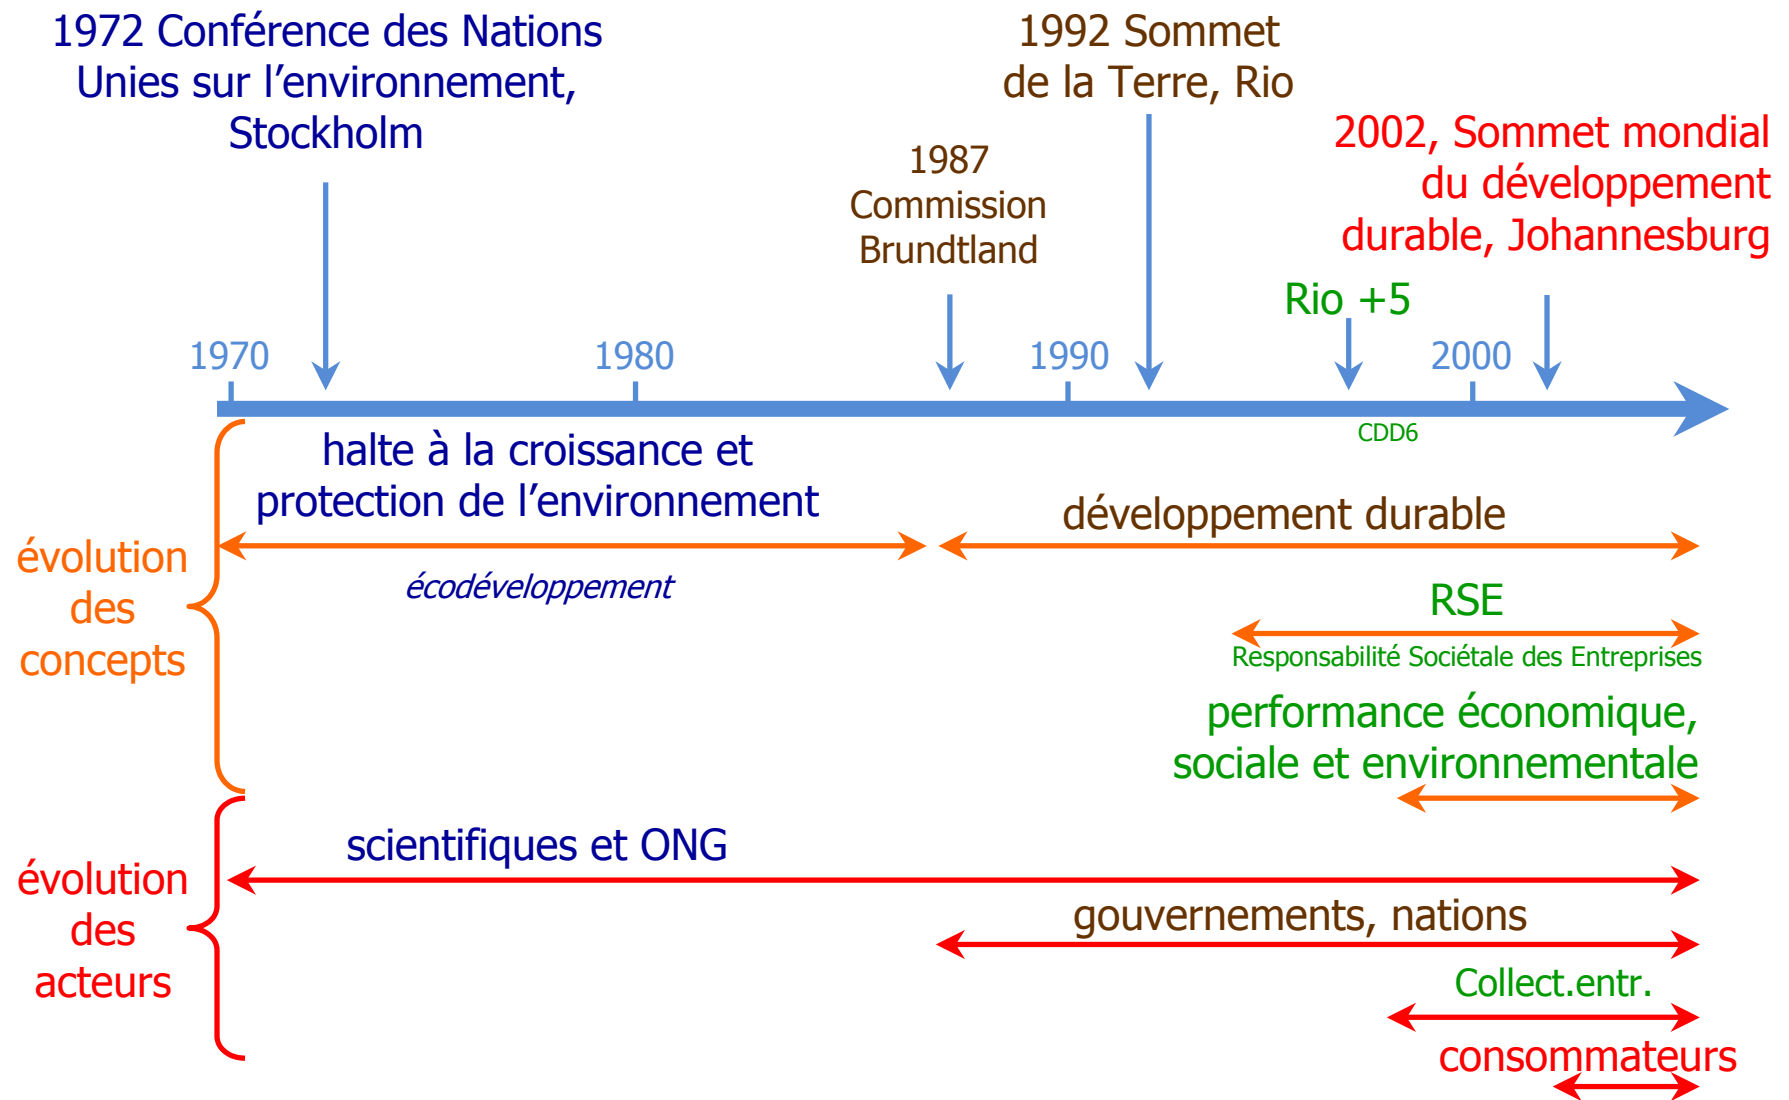 1972 Conférence des Nations
Unies sur l’environnement,
Stockholm
1992 Sommet
de la Terre, Rio
1987
Commission
Brundtland
2002, Sommet mondial
du développement
durable, Johannesburg
Rio +5
1970
1980
1990
2000
CDD6
halte à la croissance et
protection de l’environnement
développement durable
évolution
des
concepts
écodéveloppement
RSE
Responsabilité Sociétale des Entreprises
performance économique,
sociale et environnementale
scientifiques et ONG
évolution
des
acteurs
gouvernements, nations
Collect.entr.
consommateurs